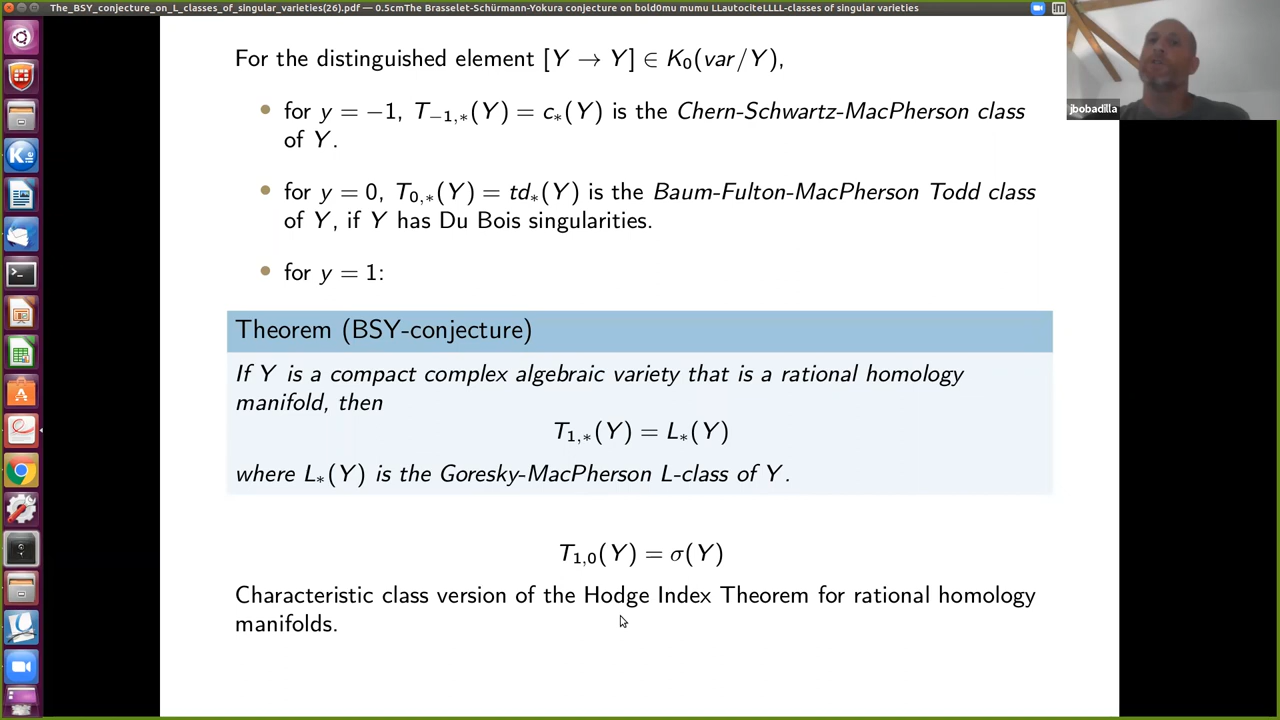 The_BSY_conjecture_on_L_classes_of_singular_varieties(26).pdf — 0.5cmThe Brasselet-Schürmann-Yokura conjecture on bold0mu mumu LLautociteLLLL-classes of singular varieties
For the distinguished element [Y → Y] ∈ K₀(var/Y),
• for y = −1, T₋₁,∗(Y) = c∗(Y) is the Chern-Schwartz-MacPherson class
of Y.
• for y = 0, T₀,∗(Y) = td∗(Y) is the Baum-Fulton-MacPherson Todd class
of Y, if Y has Du Bois singularities.
• for y = 1:
Theorem (BSY-conjecture)
If Y is a compact complex algebraic variety that is a rational homology
manifold, then
T₁,∗(Y) = L∗(Y)
where L∗(Y) is the Goresky-MacPherson L-class of Y.
T₁,₀(Y) = σ(Y)
Characteristic class version of the Hodge Index Theorem for rational homology
manifolds.
jbobadilla